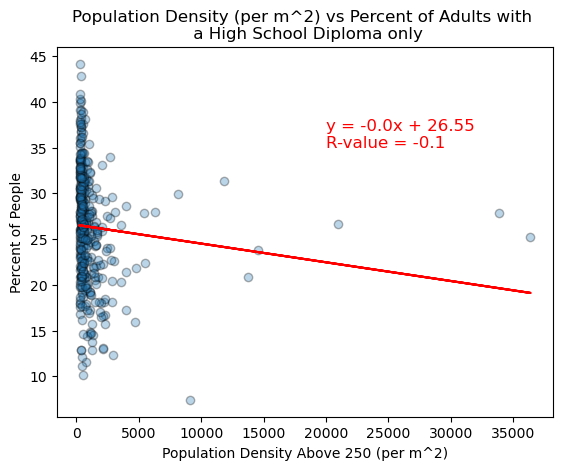 Population Density (per m^2) vs Percent of Adults with
a High School Diploma only
45
40
35
30
25
20
15
10
Percent of People
y = -0.0x + 26.55
R-value = -0.1
0 5000 10000 15000 20000 25000 30000 35000
Population Density Above 250 (per m^2)